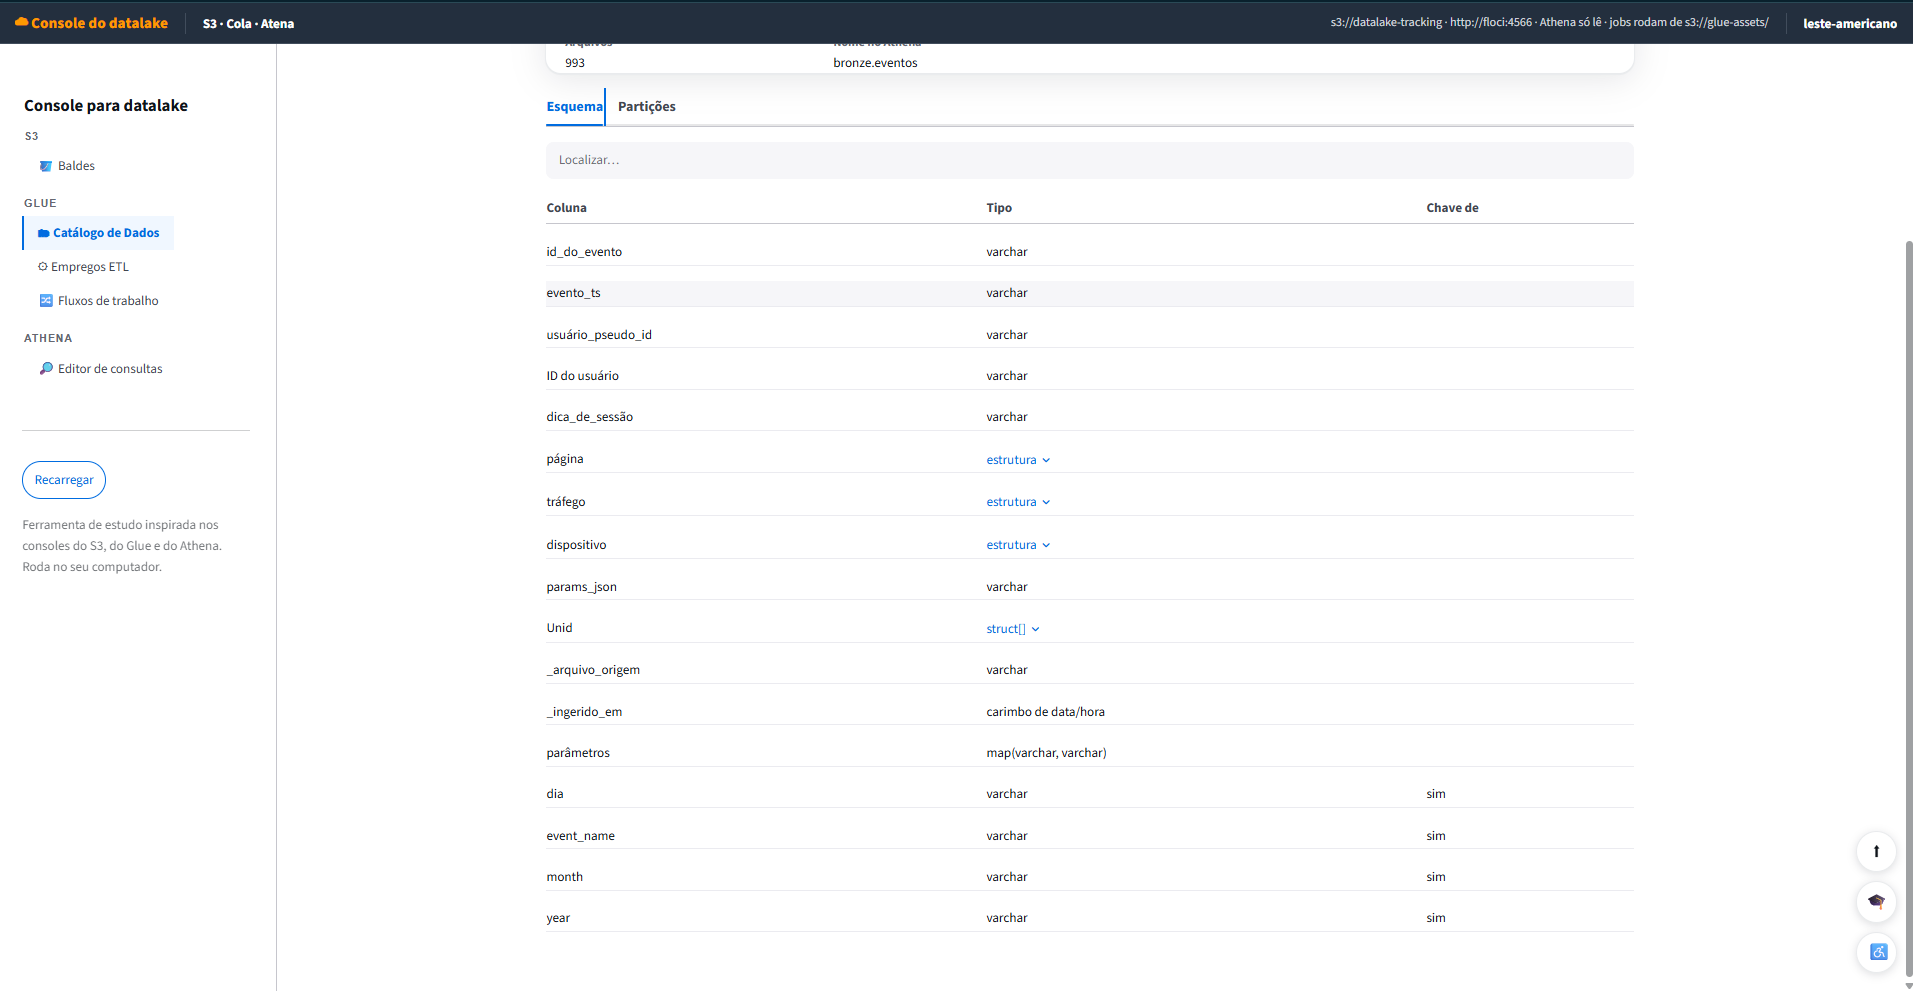 Console do datalake
S3 · Cola · Atena
s3://datalake-tracking · http://floci:4566 · Athena só lê · jobs rodam de s3://glue-assets/
leste-americano
Arquivos
Nome no Athena
993
bronze.eventos
Console para datalake
S3
Baldes
GLUE
Catálogo de Dados
Empregos ETL
Fluxos de trabalho
ATHENA
Editor de consultas
Recarregar
Ferramenta de estudo inspirada nos
consoles do S3, do Glue e do Athena.
Roda no seu computador.
Esquema
Partições
Localizar…
Coluna Tipo Chave de
id_do_evento varchar
evento_ts varchar
usuário_pseudo_id varchar
ID do usuário varchar
dica_de_sessão varchar
página estrutura
tráfego estrutura
dispositivo estrutura
params_json varchar
Unid struct[]
_arquivo_origem varchar
_ingerido_em carimbo de data/hora
parâmetros map(varchar, varchar)
dia varchar sim
event_name varchar sim
month varchar sim
year varchar sim